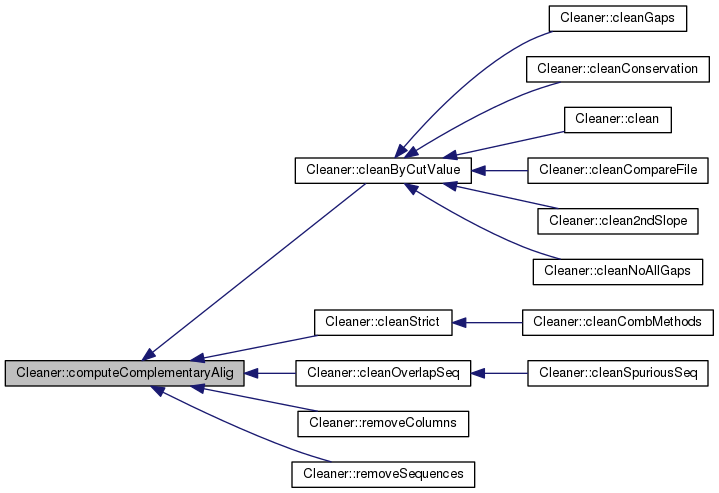 Cleaner::cleanGaps
Cleaner::cleanConservation
Cleaner::clean
Cleaner::cleanByCutValue
Cleaner::cleanCompareFile
Cleaner::clean2ndSlope
Cleaner::cleanNoAllGaps
Cleaner::cleanStrict
Cleaner::cleanCombMethods
Cleaner::computeComplementaryAlig
Cleaner::cleanOverlapSeq
Cleaner::cleanSpuriousSeq
Cleaner::removeColumns
Cleaner::removeSequences